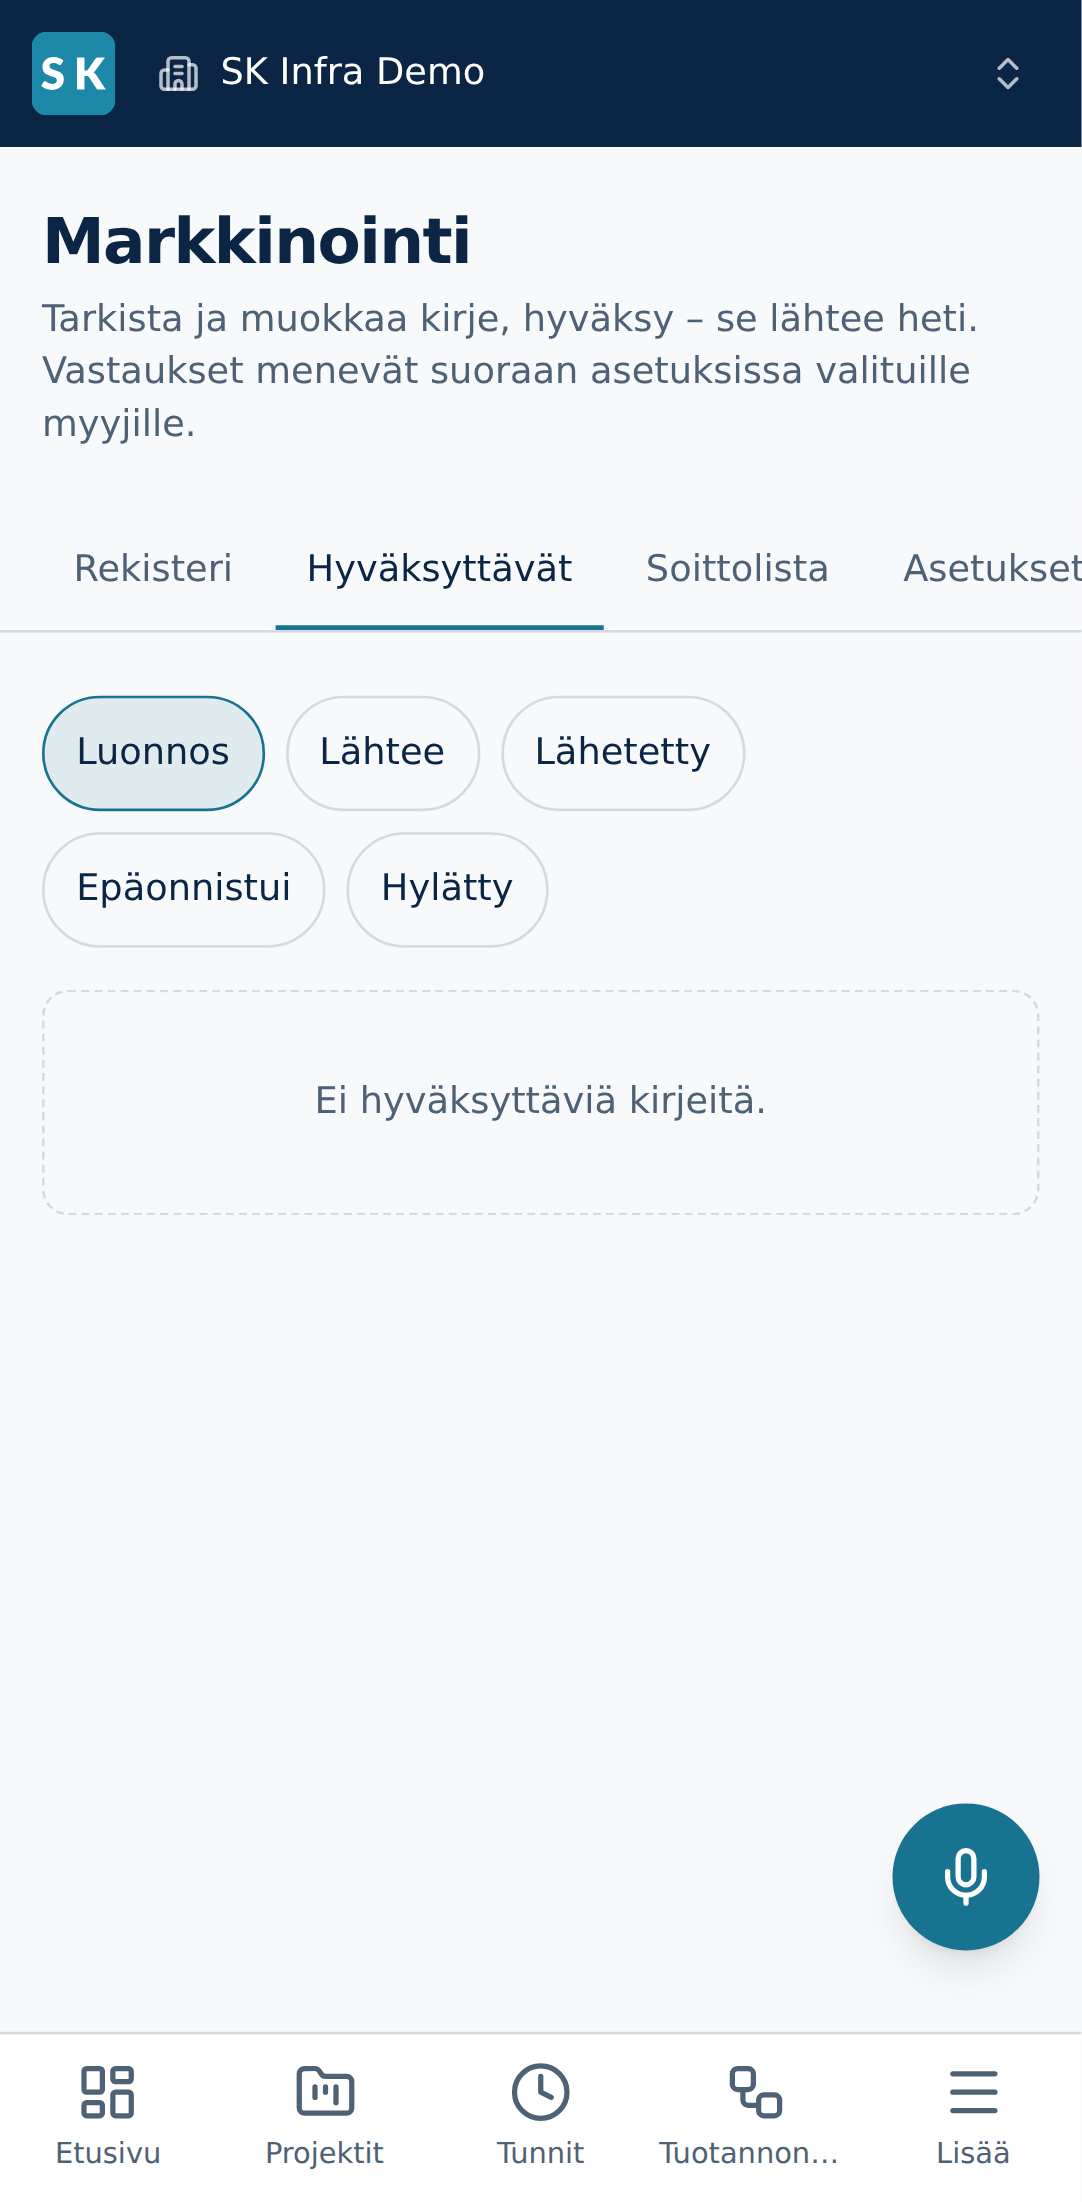 SK SK Infra Demo
Markkinointi
Tarkista ja muokkaa kirje, hyväksy – se lähtee heti.
Vastaukset menevät suoraan asetuksissa valituille
myyjille.
Rekisteri Hyväksyttävät Soittolista Asetukset
Luonnos Lähtee Lähetetty
Epäonnistui Hylätty
Ei hyväksyttäviä kirjeitä.
Etusivu Projektit Tunnit Tuotannon... Lisää